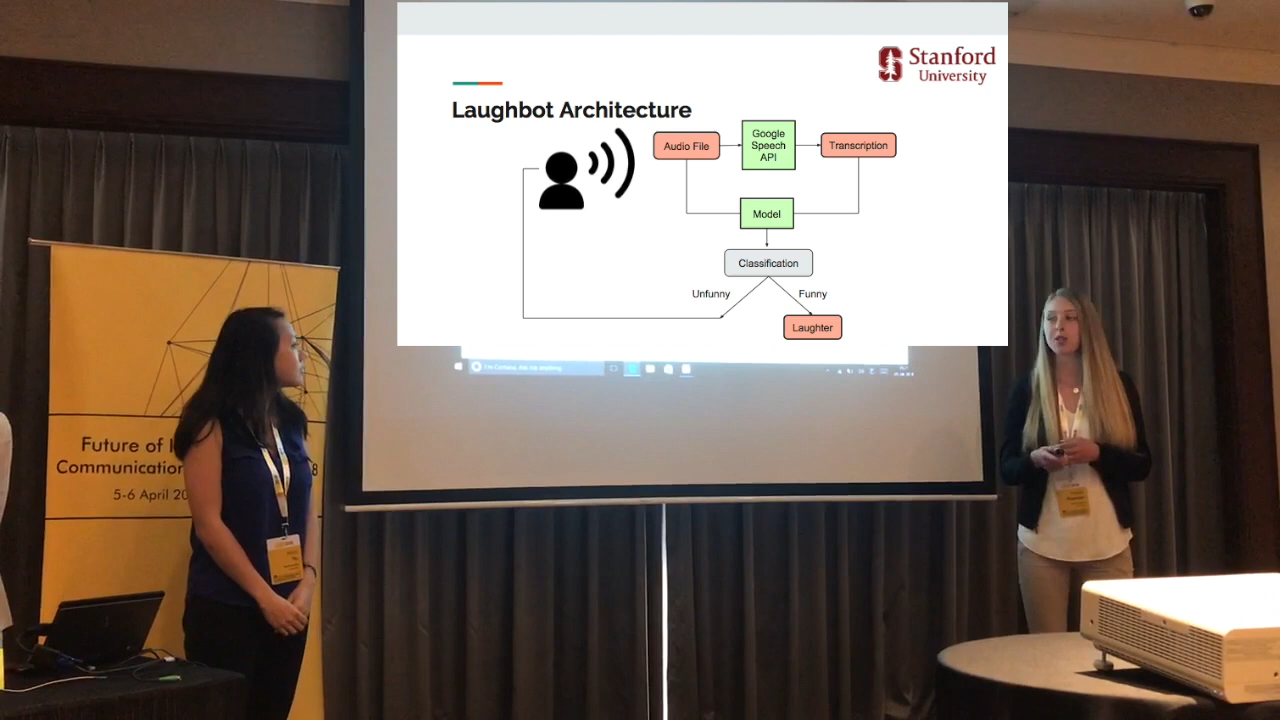 Stanford
University
Laughbot Architecture
Audio File
Google
Speech
API
Transcription
Model
Classification
Unfunny
Funny
Laughter
Future of
Communication
8
5-6 April 20